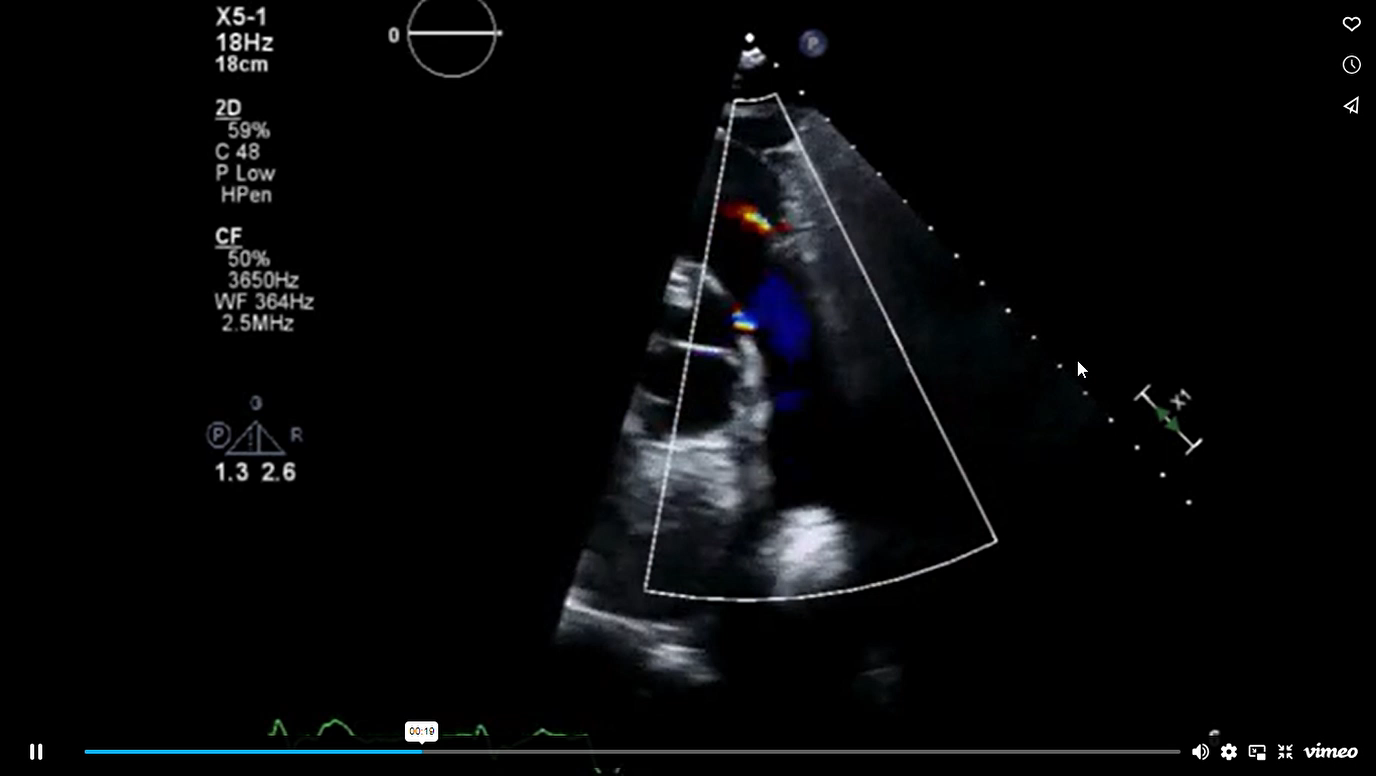 X5-1
18Hz
18cm
0
P
2D
59%
C 48
P Low
HPen
CF
50%
3650Hz
WF 364Hz
2.5MHz
G
P R
1.3 2.6
X1
00:19
vimeo